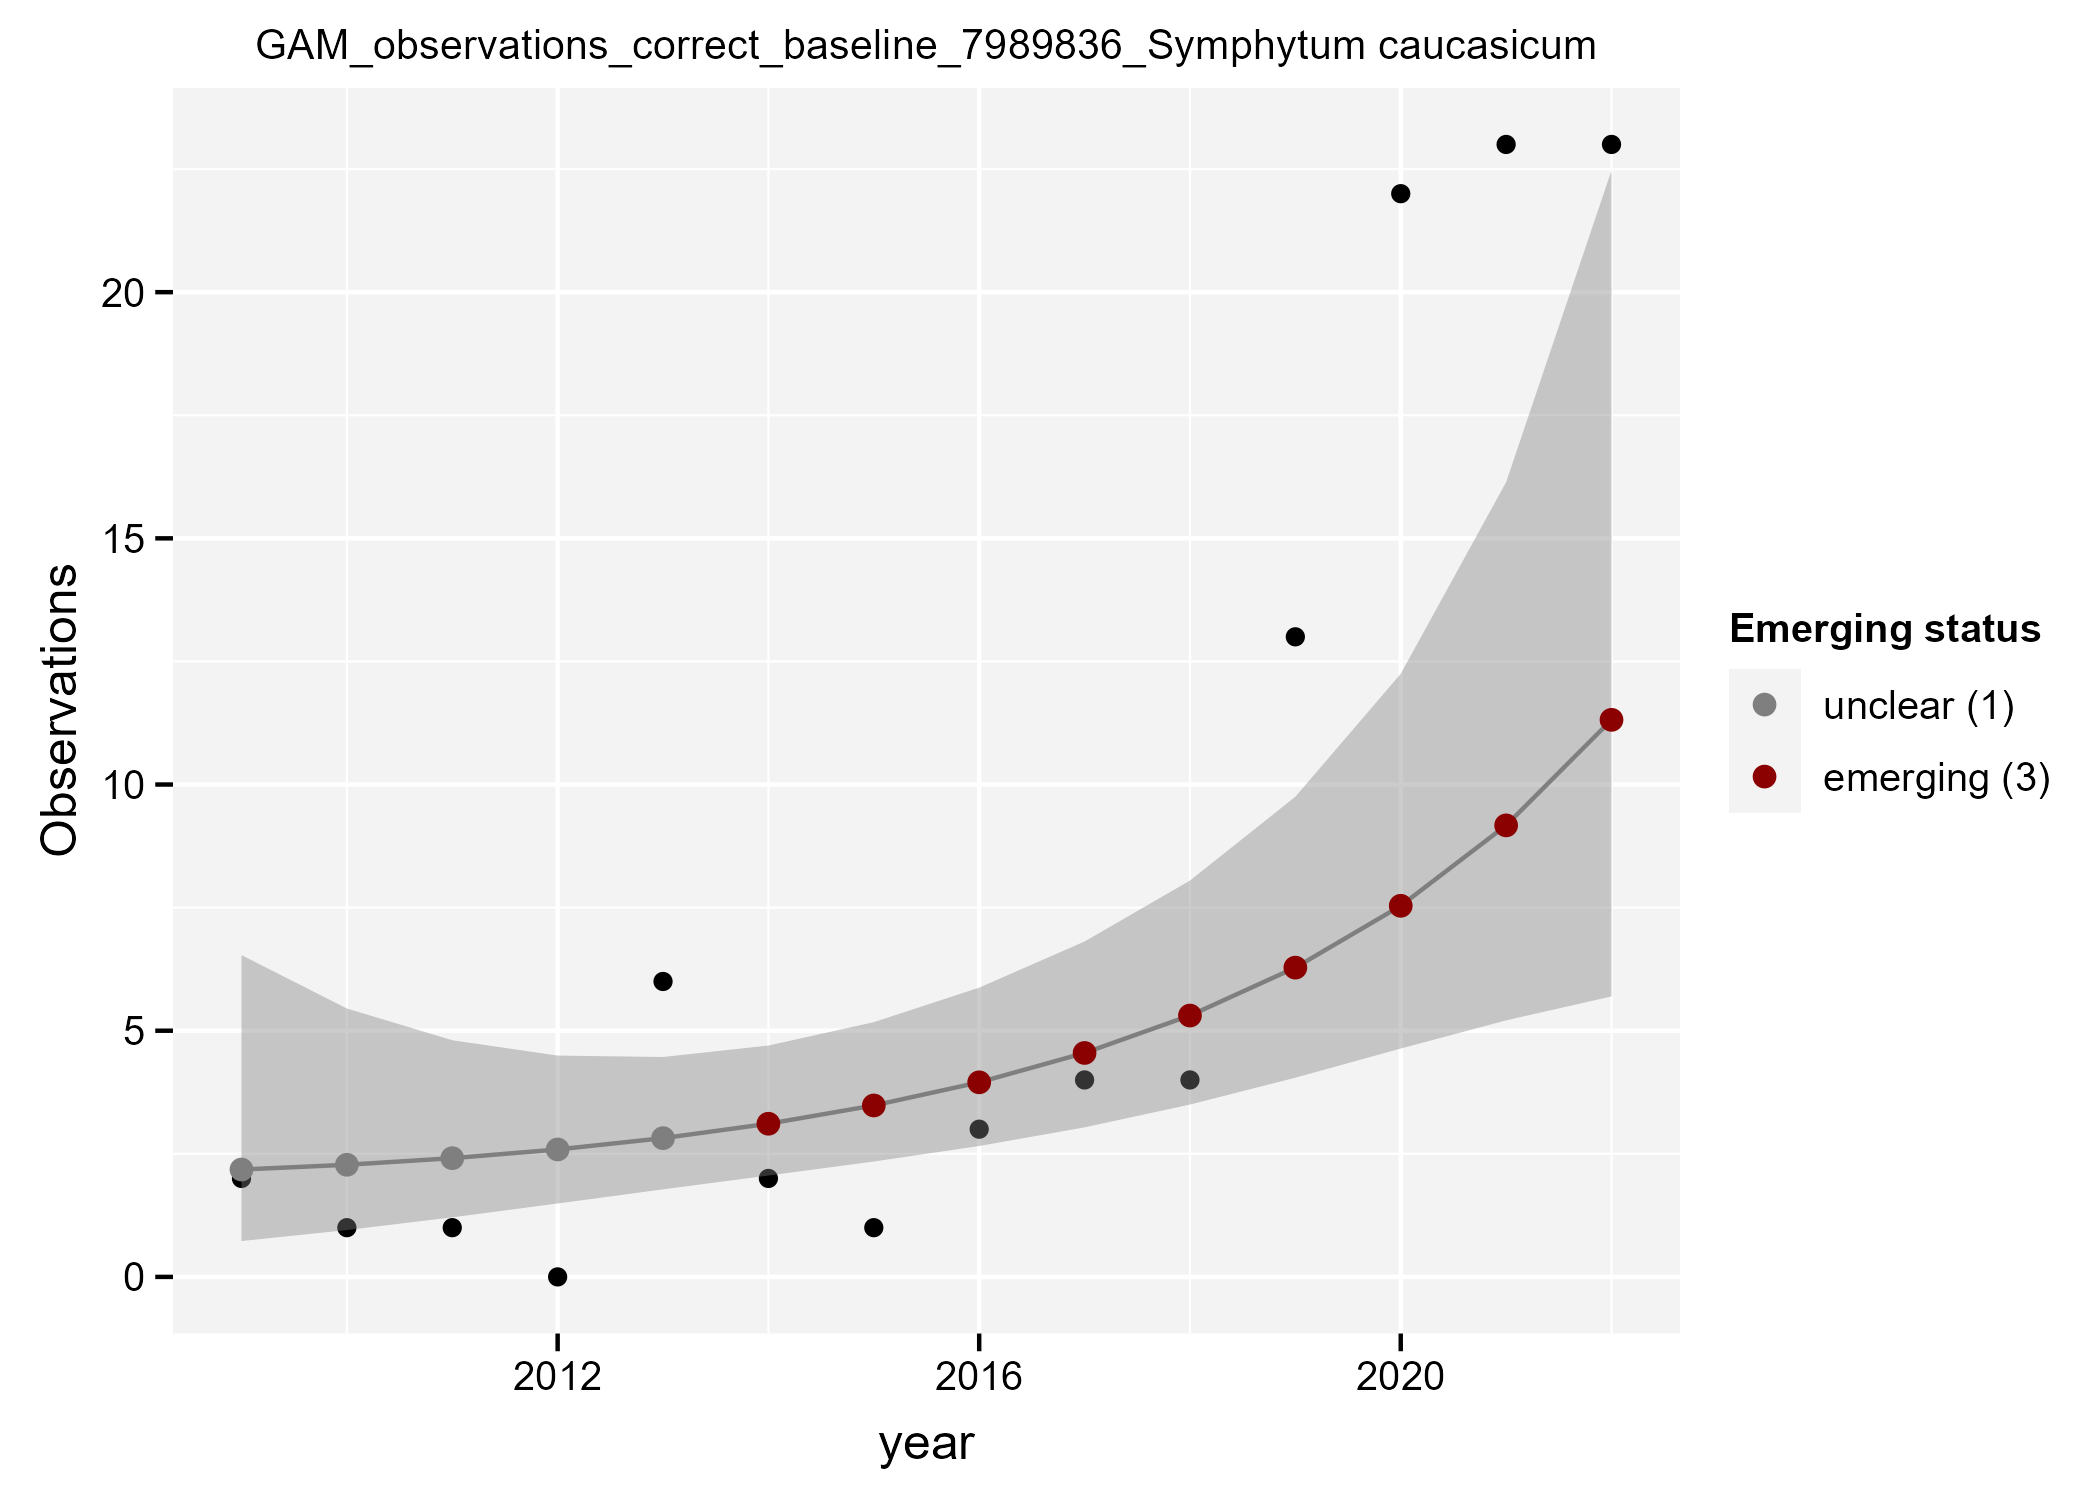 GAM_observations_correct_baseline_7989836_Symphytum caucasicum
Observations
20
15
10
5
0
2012
2016
2020
year
Emerging status
unclear (1)
emerging (3)